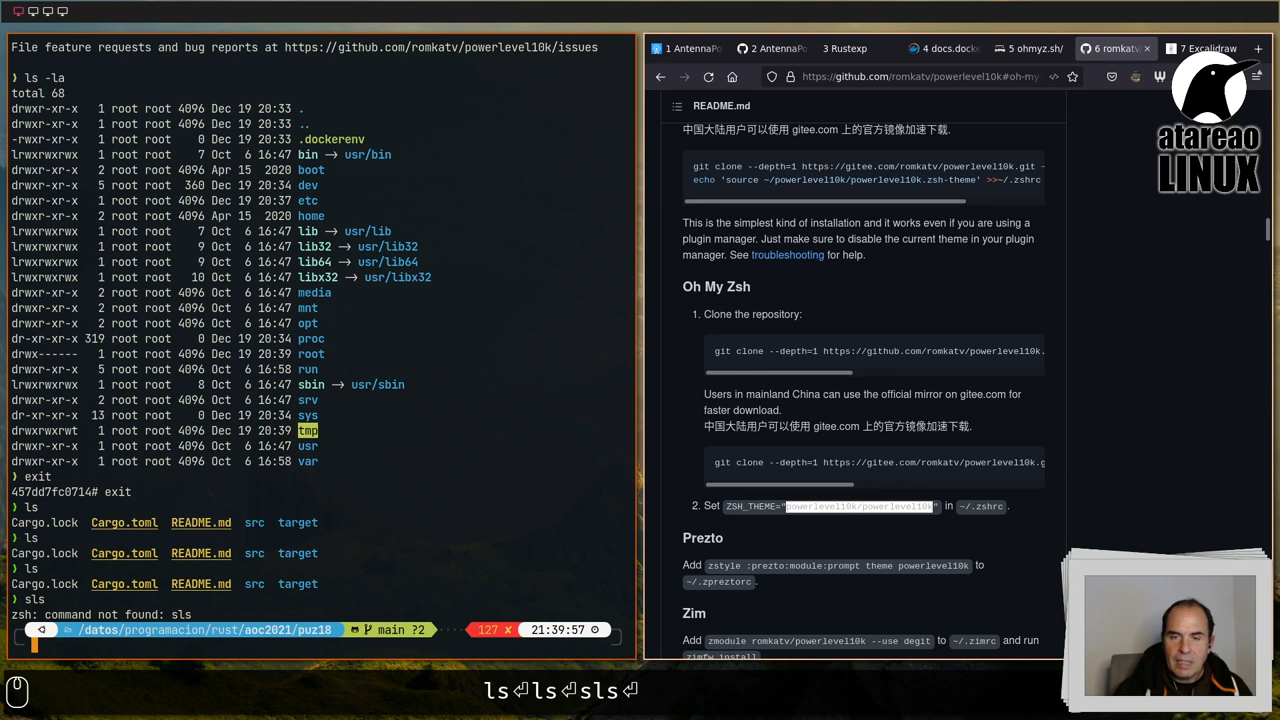 File feature requests and bug reports at https://github.com/romkatv/powerlevel10k/issues
❯ ls -la
total 68
drwxr-xr-x 1 root root 4096 Dec 19 20:33 .
drwxr-xr-x 1 root root 4096 Dec 19 20:33 ..
-rwxr-xr-x 1 root root 0 Dec 19 20:33 .dockerenv
lrwxrwxrwx 1 root root 7 Oct 6 16:47 bin → usr/bin
drwxr-xr-x 2 root root 4096 Apr 15 2020 boot
drwxr-xr-x 5 root root 360 Dec 19 20:34 dev
drwxr-xr-x 1 root root 4096 Dec 19 20:37 etc
drwxr-xr-x 2 root root 4096 Apr 15 2020 home
lrwxrwxrwx 1 root root 7 Oct 6 16:47 lib → usr/lib
lrwxrwxrwx 1 root root 9 Oct 6 16:47 lib32 → usr/lib32
lrwxrwxrwx 1 root root 9 Oct 6 16:47 lib64 → usr/lib64
lrwxrwxrwx 1 root root 10 Oct 6 16:47 libx32 → usr/libx32
drwxr-xr-x 2 root root 4096 Oct 6 16:47 media
drwxr-xr-x 2 root root 4096 Oct 6 16:47 mnt
drwxr-xr-x 2 root root 4096 Oct 6 16:47 opt
dr-xr-xr-x 319 root root 0 Dec 19 20:34 proc
drwx------ 1 root root 4096 Dec 19 20:39 root
drwxr-xr-x 5 root root 4096 Oct 6 16:58 run
lrwxrwxrwx 1 root root 8 Oct 6 16:47 sbin → usr/sbin
drwxr-xr-x 2 root root 4096 Oct 6 16:47 srv
dr-xr-xr-x 13 root root 0 Dec 19 20:34 sys
drwxrwxrwt 1 root root 4096 Dec 19 20:39 tmp
drwxr-xr-x 1 root root 4096 Oct 6 16:47 usr
drwxr-xr-x 1 root root 4096 Oct 6 16:58 var
❯ exit
457dd7fc0714# exit
❯ ls
Cargo.lock Cargo.toml README.md src target
❯ ls
Cargo.lock Cargo.toml README.md src target
❯ ls
Cargo.lock Cargo.toml README.md src target
❯ sls
zsh: command not found: sls
/datos/programacion/rust/aoc2021/puz18 main ?2 127 ✘ 21:39:57
1 AntennaPo 2 AntennaPo 3 Rustexp 4 docs.docke 5 ohmyz.sh/ 6 romkatv 7 Excalidraw
https://github.com/romkatv/powerlevel10k#oh-my-
README.md
中国大陆用户可以使用 gitee.com 上的官方镜像加速下载.
git clone --depth=1 https://gitee.com/romkatv/powerlevel10k.git ~
echo 'source ~/powerlevel10k/powerlevel10k.zsh-theme' >>~/.zshrc
This is the simplest kind of installation and it works even if you are using a
plugin manager. Just make sure to disable the current theme in your plugin
manager. See troubleshooting for help.
Oh My Zsh
1. Clone the repository:
git clone --depth=1 https://github.com/romkatv/powerlevel10k.
Users in mainland China can use the official mirror on gitee.com for
faster download.
中国大陆用户可以使用 gitee.com 上的官方镜像加速下载.
git clone --depth=1 https://gitee.com/romkatv/powerlevel10k.g
2. Set ZSH_THEME="powerlevel10k/powerlevel10k" in ~/.zshrc.
Prezto
Add zstyle :prezto:module:prompt theme powerlevel10k to
~/.zpreztorc.
Zim
Add zmodule romkatv/powerlevel10k --use degit to ~/.zimrc and run
zimfw install
atareao
LINUX
ls⏎ls⏎sls⏎